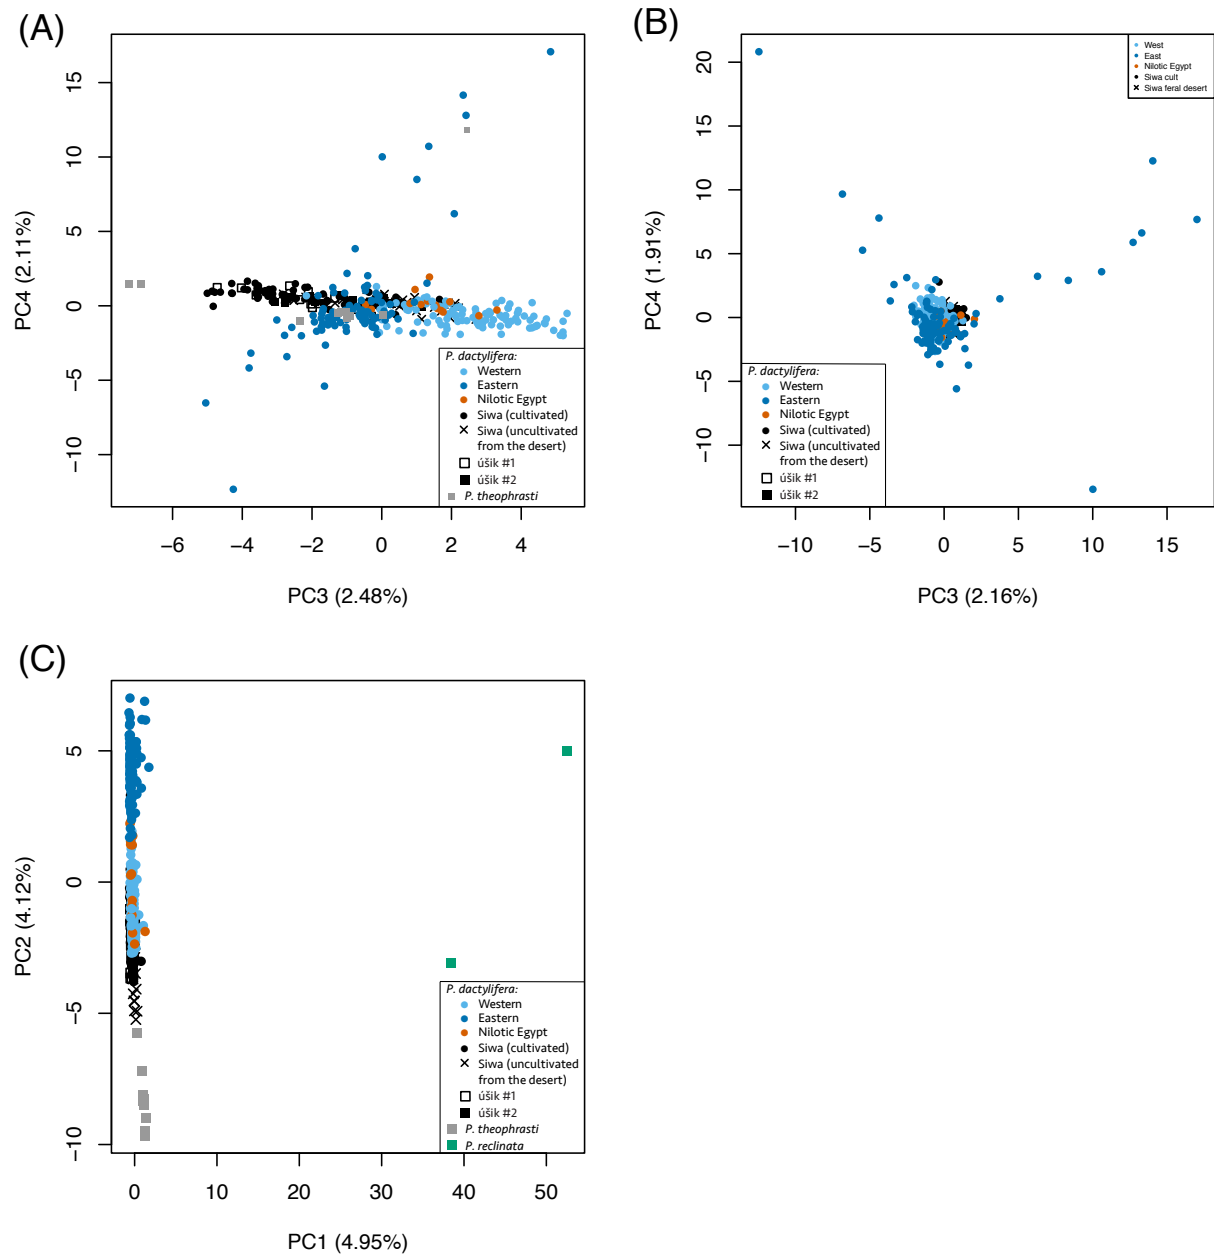 (A)
15
10
5
0
−5
−10
PC4 (2.11%)
−6
−4
−2
0
2
4
PC3 (2.48%)
P. dactylifera:
Western
Eastern
Nilotic Egypt
Siwa (cultivated)
Siwa (uncultivated
from the desert)
úšik #1
úšik #2
P. theophrasti
(B)
20
15
10
5
0
−5
−10
PC4 (1.91%)
−10
−5
0
5
10
15
PC3 (2.16%)
West
East
Nilotic Egypt
Siwa cult
Siwa feral desert
P. dactylifera:
Western
Eastern
Nilotic Egypt
Siwa (cultivated)
Siwa (uncultivated
from the desert)
úšik #1
úšik #2
(C)
5
0
−5
−10
PC2 (4.12%)
0
10
20
30
40
50
PC1 (4.95%)
P. dactylifera:
Western
Eastern
Nilotic Egypt
Siwa (cultivated)
Siwa (uncultivated
from the desert)
úšik #1
úšik #2
P. theophrasti
P. reclinata